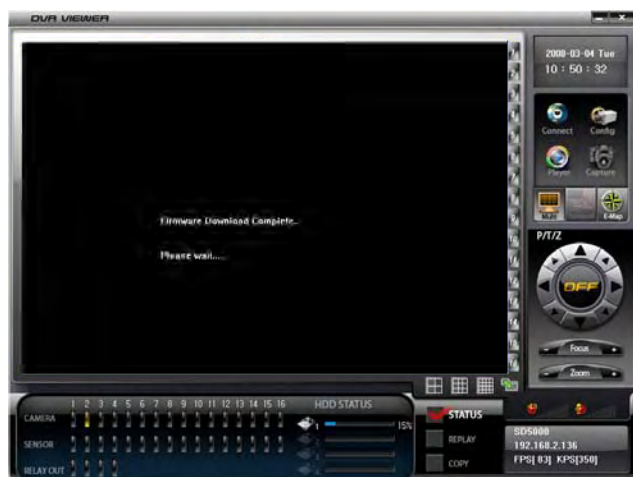 DVR VIEWER
2008-03-04 Tue
10 : 50 : 32
Connect Config
Player Capture
Multi E-Map
P/T/Z
OFF
- Focus +
- Zoom +
Firmware Download Complete..
Please wait.....
1 2 3 4 5 6 7 8 9 10 11 12 13 14 15 16 HDD STATUS
CAMERA
1 15%
SENSOR
RELAY OUT
STATUS
REPLAY
COPY
SD5000
192.168.2.136
FPS[ 83] KPS[350]